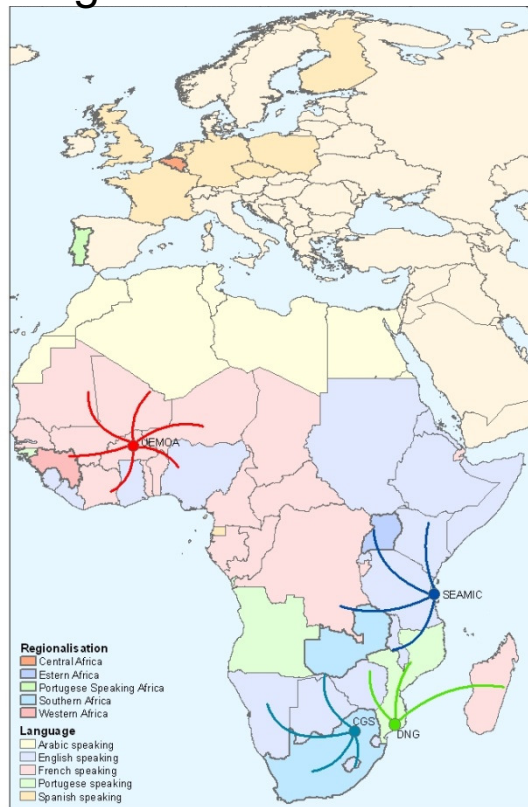 UEMOA
SEAMIC
CGS
DNG
Regionalisation
Central Africa
Estern Africa
Portugese Speaking Africa
Southern Africa
Western Africa
Language
Arabic speaking
English speaking
French speaking
Portugese speaking
Spanish speaking